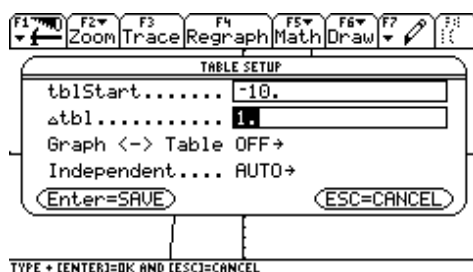 F1 F2 Zoom F3 Trace F4 Regraph F5 Math F6 Draw F7
TABLE SETUP
tblStart....... -10.
△tbl........... 1.
Graph <-> Table OFF→
Independent.... AUTO→
Enter=SAVE ESC=CANCEL
TYPE + [ENTER]=OK AND [ESC]=CANCEL